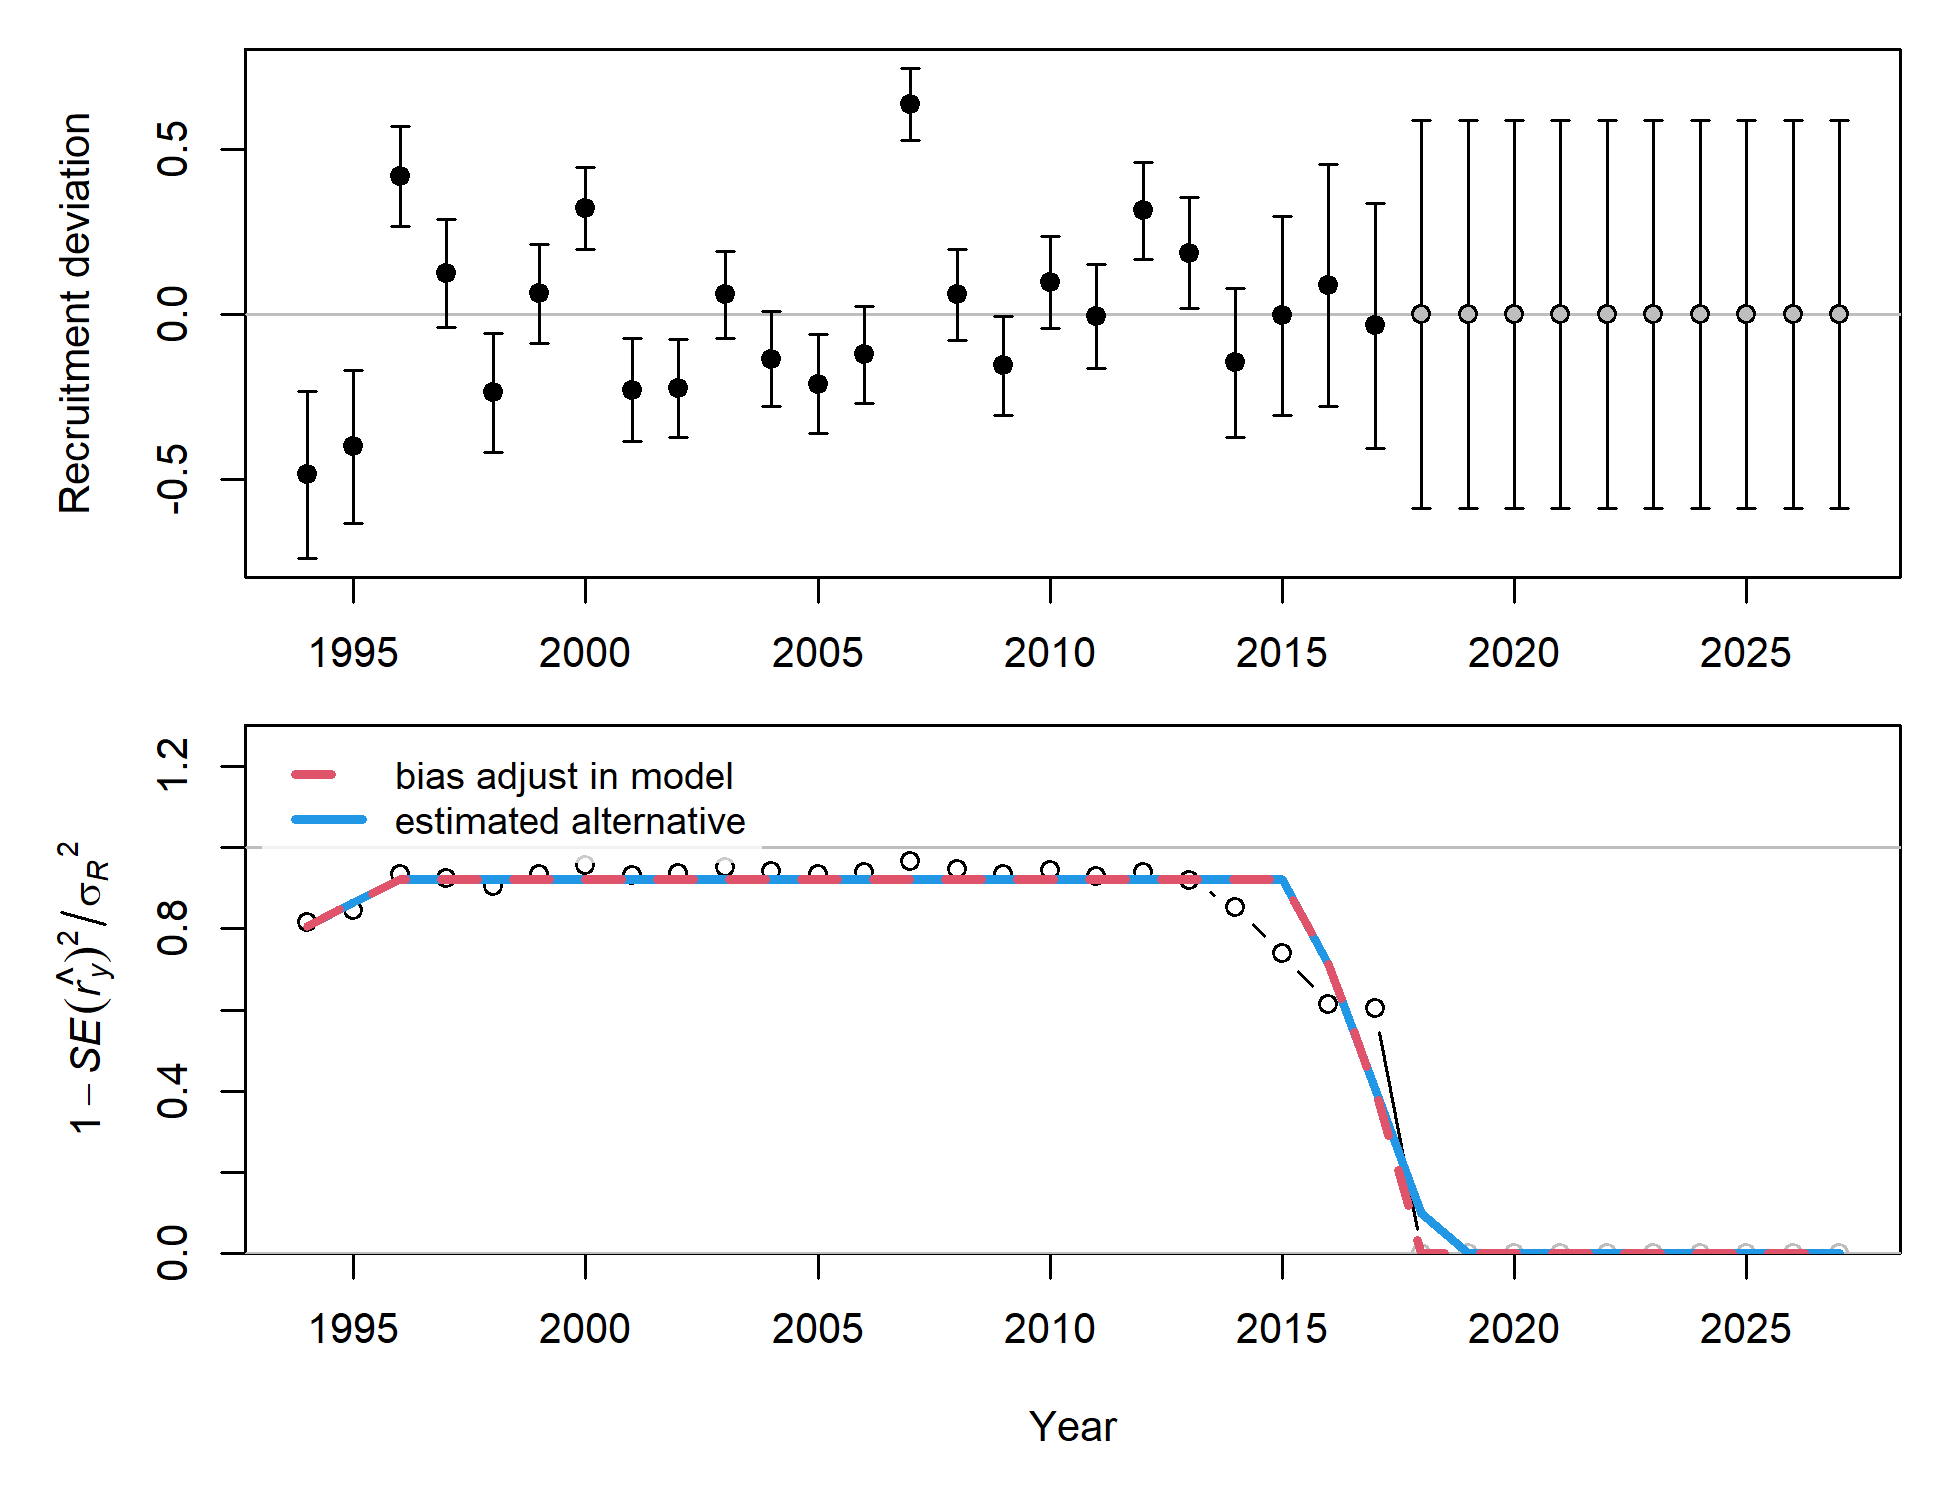 Recruitment deviation
0.5
0.0
-0.5
1995 2000 2005 2010 2015 2020 2025
bias adjust in model
estimated alternative
1 − SE(r̂_y)² / σ_R²
1.2
0.8
0.4
0.0
1995 2000 2005 2010 2015 2020 2025
Year